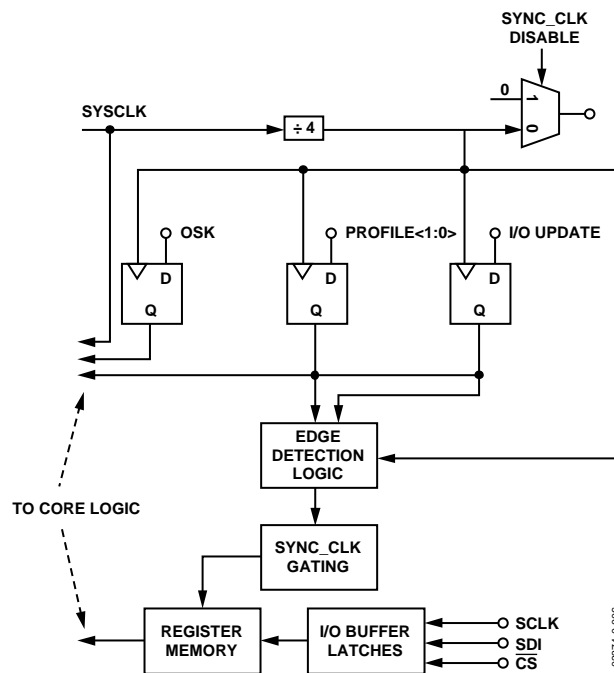 SYNC_CLK
DISABLE
0
1
0
SYSCLK
÷ 4
OSK
PROFILE<1:0>
I/O UPDATE
D
Q
D
Q
D
Q
EDGE
DETECTION
LOGIC
TO CORE LOGIC
SYNC_CLK
GATING
REGISTER
MEMORY
I/O BUFFER
LATCHES
SCLK
SDI
CS